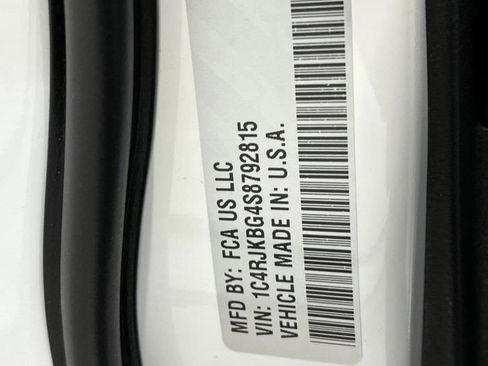 MFD BY: FCA US LLC
VIN: 1C4RJKBG4S8792815
VEHICLE MADE IN: U.S.A.